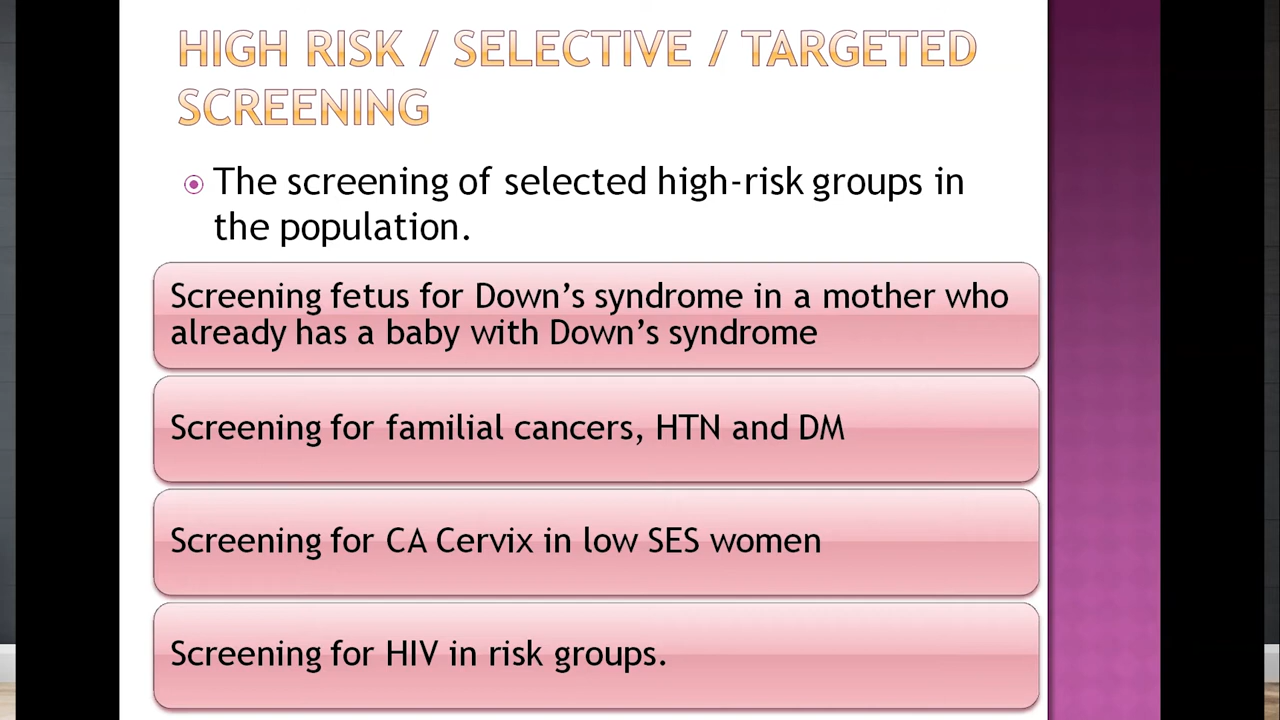 HIGH RISK / SELECTIVE / TARGETED
SCREENING
The screening of selected high-risk groups in
the population.
Screening fetus for Down’s syndrome in a mother who
already has a baby with Down’s syndrome
Screening for familial cancers, HTN and DM
Screening for CA Cervix in low SES women
Screening for HIV in risk groups.